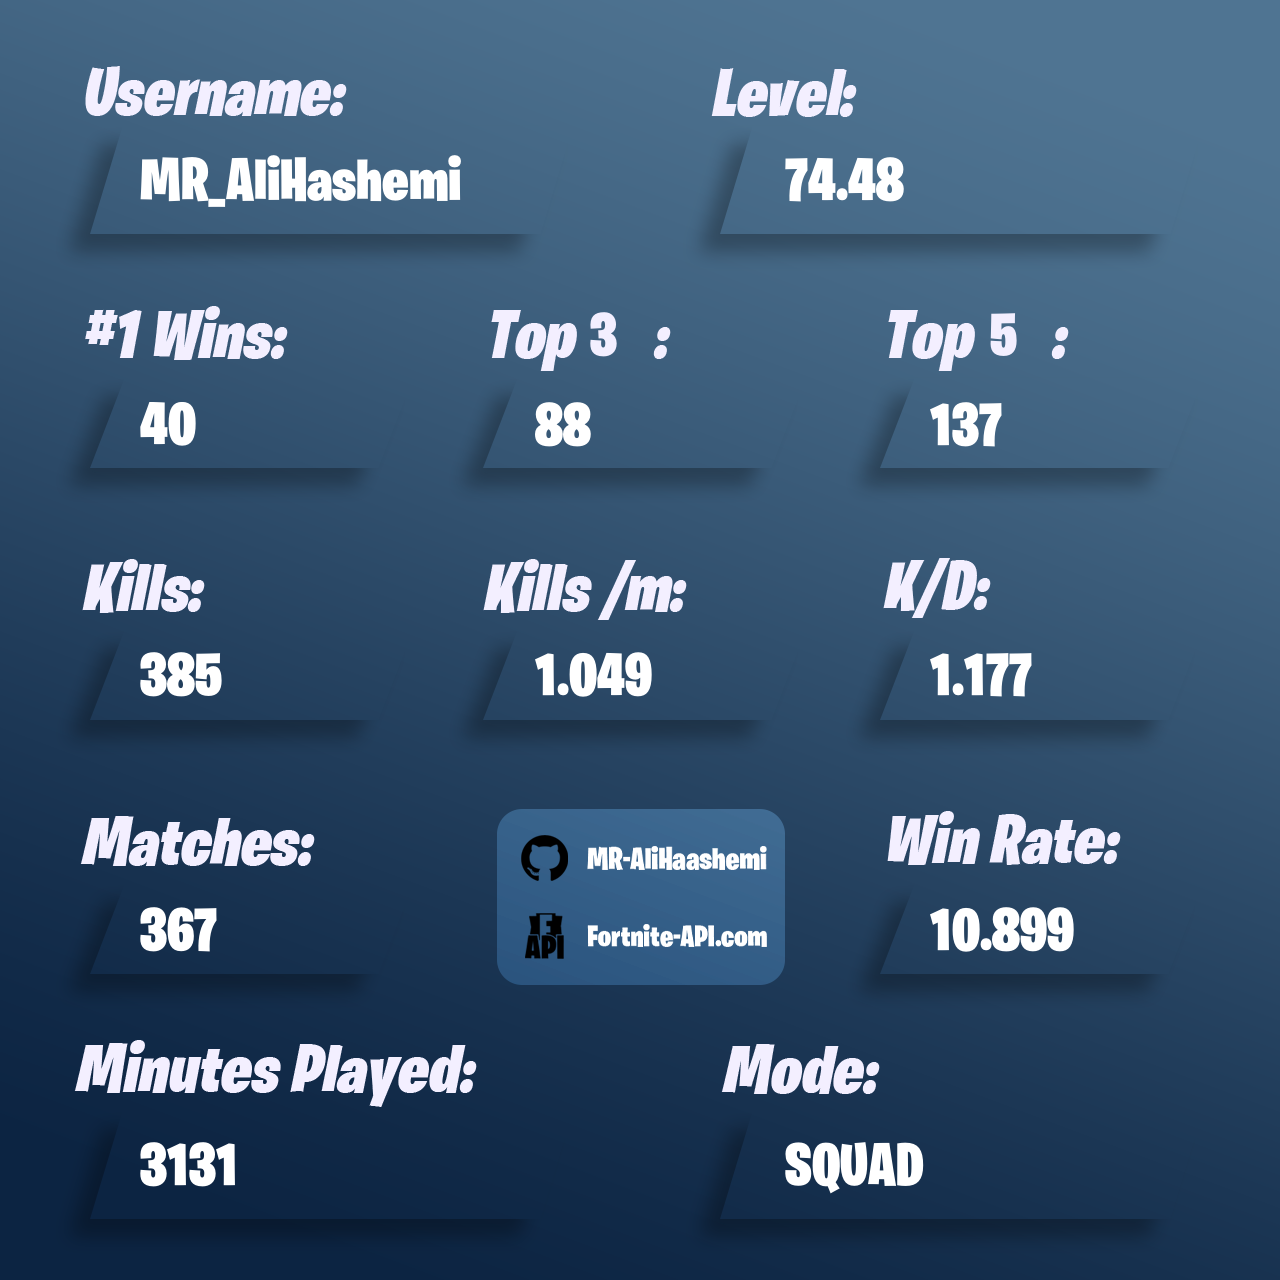 Username:
MR_AliHashemi
Level:
74.48
#1 Wins:
40
Top 3 :
88
Top 5 :
137
Kills:
385
Kills /m:
1.049
K/D:
1.177
Matches:
367
MR-AliHaashemi
F
API
Fortnite-API.com
Win Rate:
10.899
Minutes Played:
3131
Mode:
SQUAD